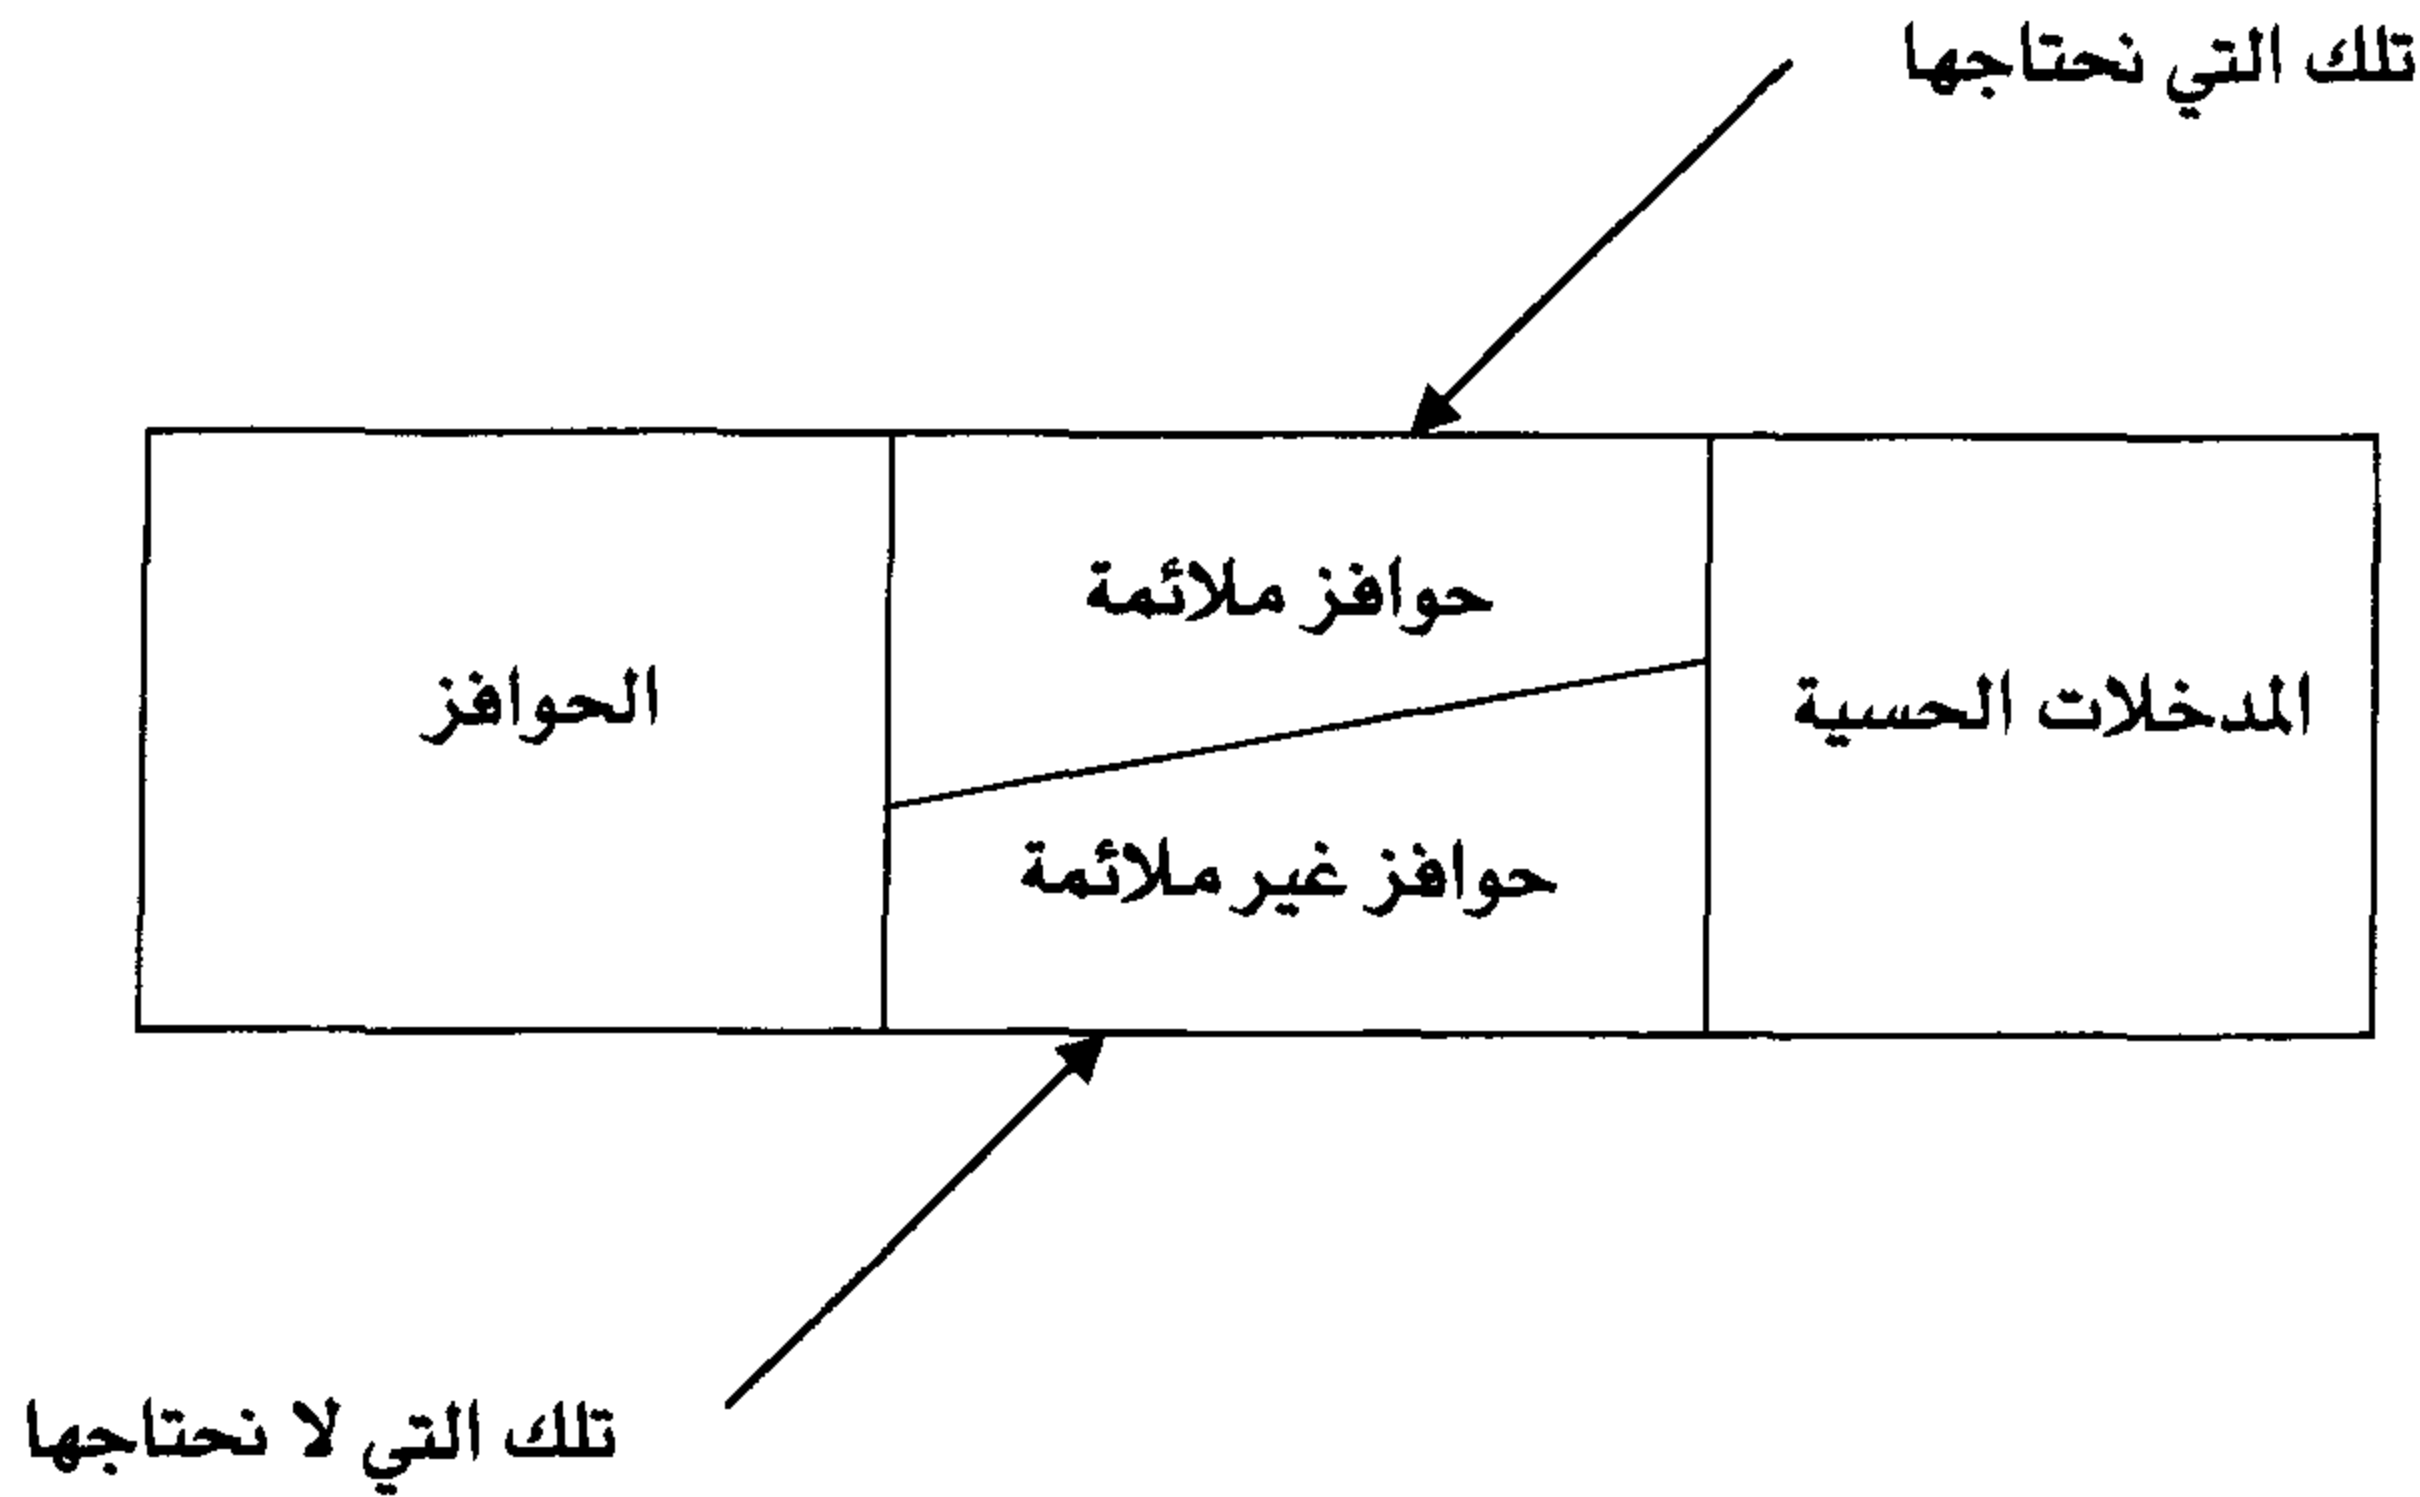 تلك التي نحتاجها
حوافز ملائمة
المدخلات الحسية
الحوافز
حوافز غير ملائمة
تلك التي لا نحتاجها